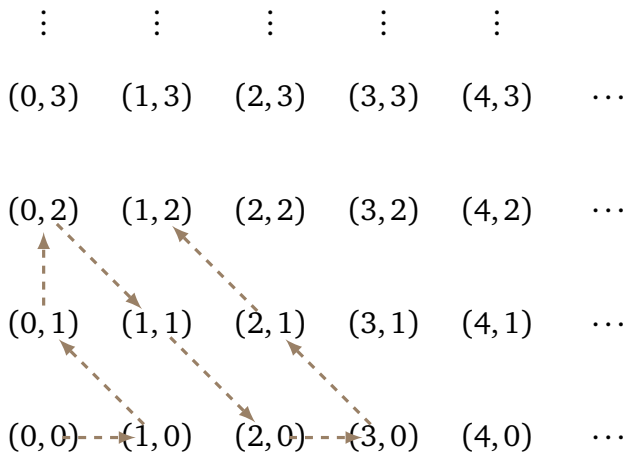 ⋮ ⋮ ⋮ ⋮ ⋮
(0, 3) (1, 3) (2, 3) (3, 3) (4, 3) ⋯
(0, 2) (1, 2) (2, 2) (3, 2) (4, 2) ⋯
(0, 1) (1, 1) (2, 1) (3, 1) (4, 1) ⋯
(0, 0) (1, 0) (2, 0) (3, 0) (4, 0) ⋯